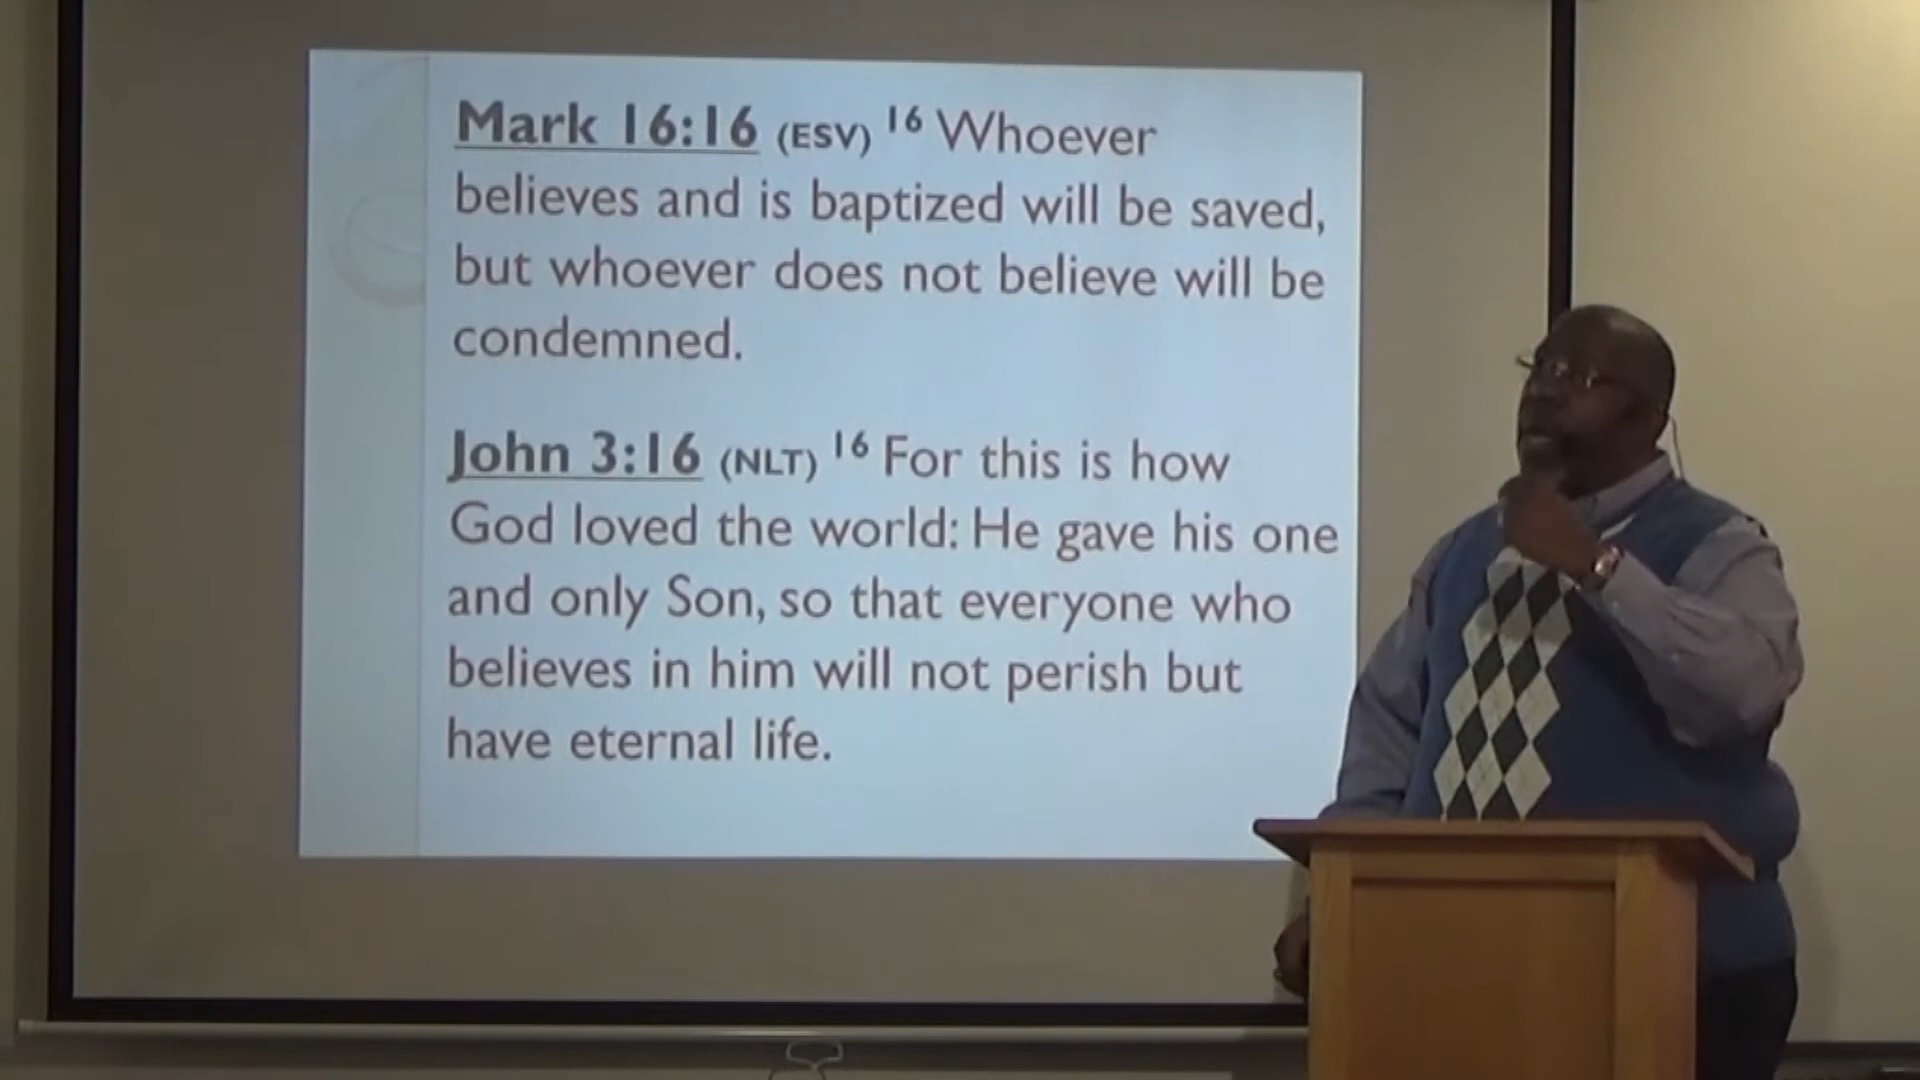 Mark 16:16 (ESV) 16 Whoever
believes and is baptized will be saved,
but whoever does not believe will be
condemned.
John 3:16 (NLT) 16 For this is how
God loved the world: He gave his one
and only Son, so that everyone who
believes in him will not perish but
have eternal life.